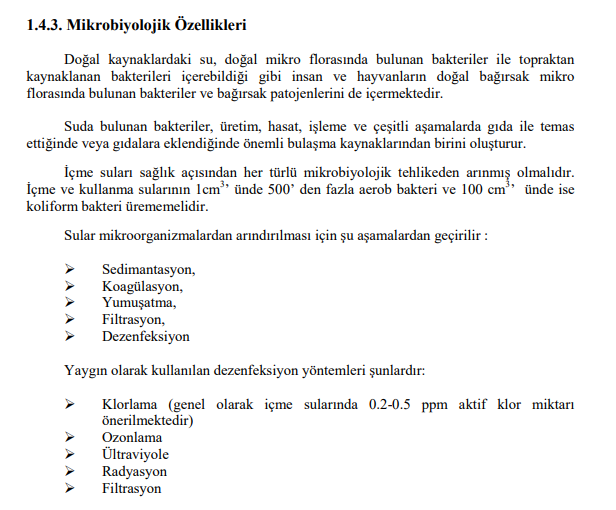 1.4.3. Mikrobiyolojik Özellikleri
Doğal kaynaklardaki su, doğal mikro florasında bulunan bakteriler ile topraktan
kaynaklanan bakterileri içerebildiği gibi insan ve hayvanların doğal bağırsak mikro
florasında bulunan bakteriler ve bağırsak patojenlerini de içermektedir.
Suda bulunan bakteriler, üretim, hasat, işleme ve çeşitli aşamalarda gıda ile temas
ettiğinde veya gıdalara eklendiğinde önemli bulaşma kaynaklarından birini oluşturur.
İçme suları sağlık açısından her türlü mikrobiyolojik tehlikeden arınmış olmalıdır.
İçme ve kullanma sularının 1cm³’ ünde 500’ den fazla aerob bakteri ve 100 cm³’ ünde ise
koliform bakteri ürememelidir.
Sular mikroorganizmalardan arındırılması için şu aşamalardan geçirilir :
➢ Sedimantasyon,
➢ Koagülasyon,
➢ Yumuşatma,
➢ Filtrasyon,
➢ Dezenfeksiyon
Yaygın olarak kullanılan dezenfeksiyon yöntemleri şunlardır:
➢ Klorlama (genel olarak içme sularında 0.2-0.5 ppm aktif klor miktarı
önerilmektedir)
➢ Ozonlama
➢ Ültraviyole
➢ Radyasyon
➢ Filtrasyon